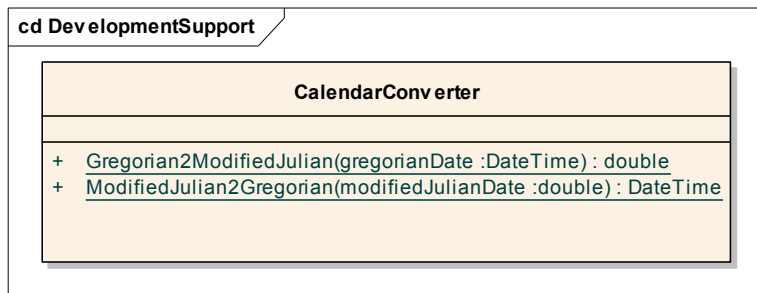 cd DevelopmentSupport
CalendarConverter
+ Gregorian2ModifiedJulian(gregorianDate :DateTime) : double
+ ModifiedJulian2Gregorian(modifiedJulianDate :double) : DateTime